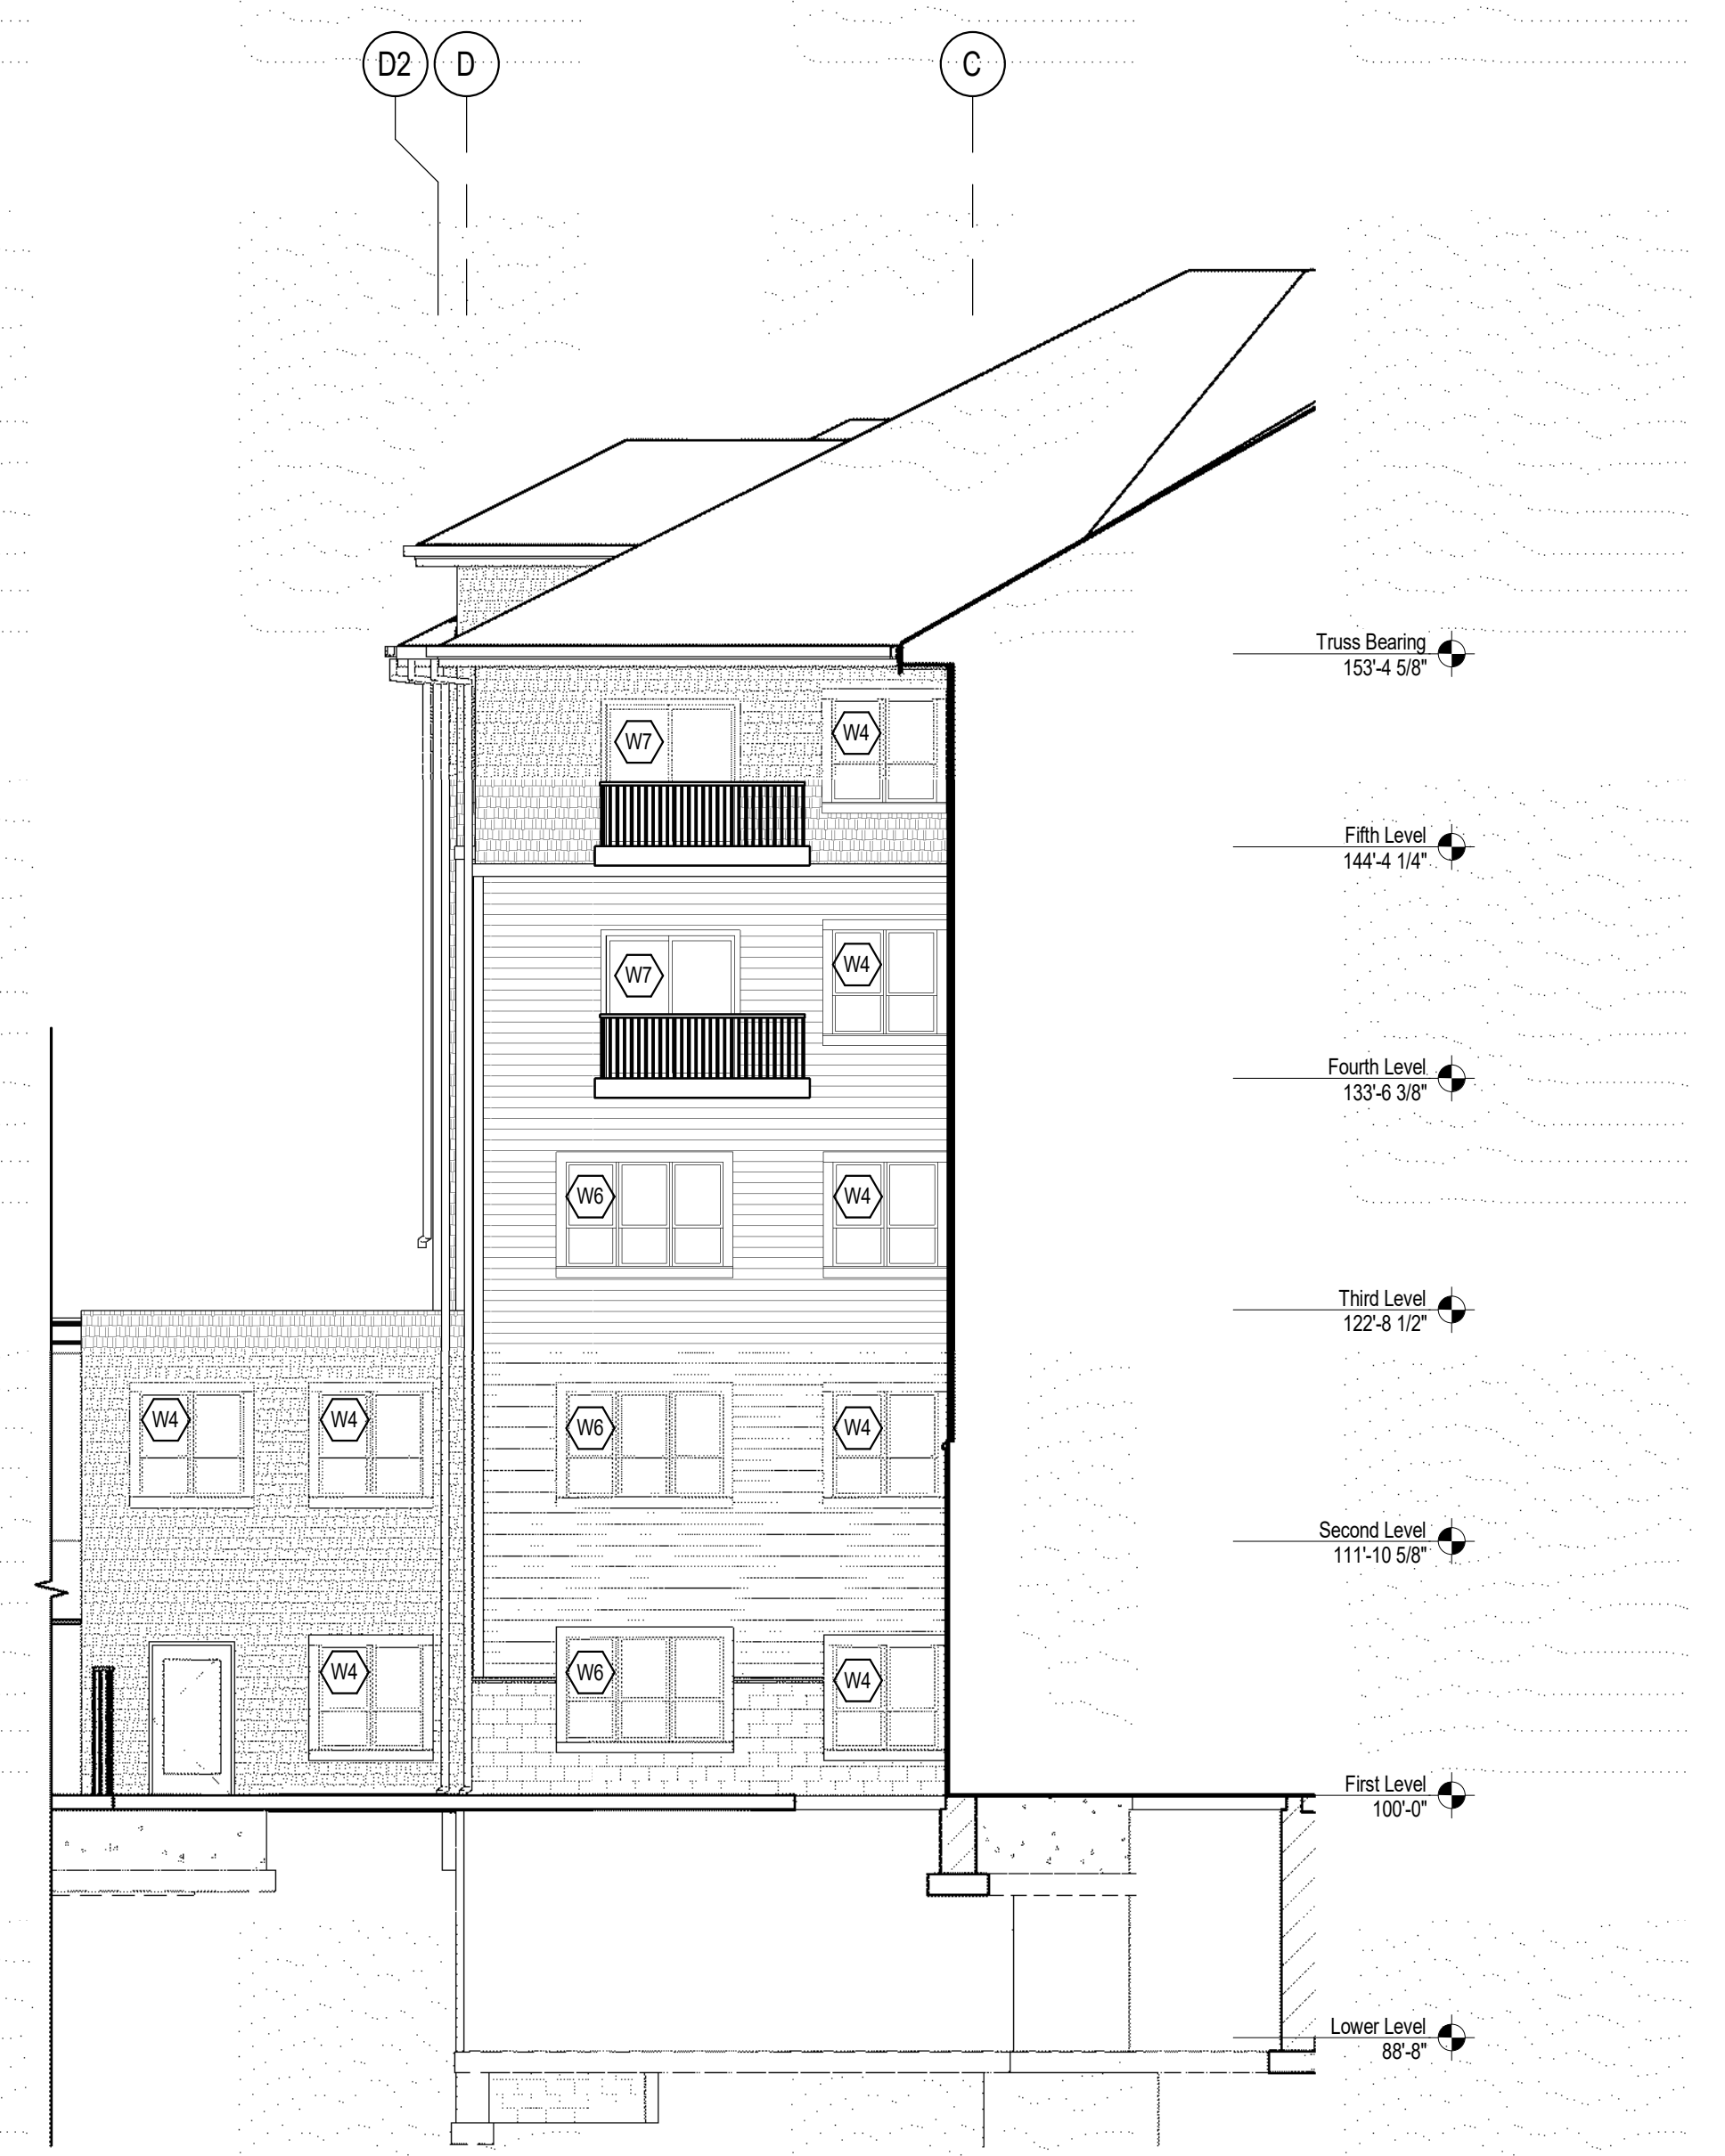 D2 D C
Truss Bearing
153'-4 5/8"
W7 W4
Fifth Level
144'-4 1/4"
W7 W4
Fourth Level
133'-6 3/8"
W6 W4
Third Level
122'-8 1/2"
W4 W4 W6 W4
Second Level
111'-10 5/8"
W4 W6 W4
First Level
100'-0"
Lower Level
88'-8"